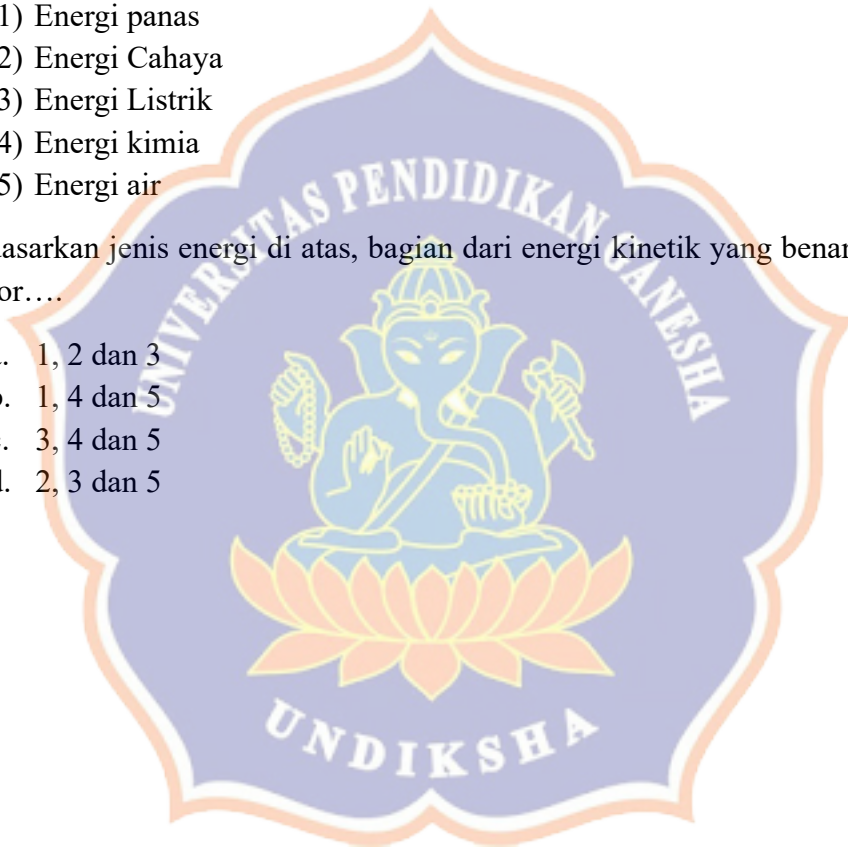 1) Energi panas
2) Energi Cahaya
3) Energi Listrik
4) Energi kimia
5) Energi air
asarkan jenis energi di atas, bagian dari energi kinetik yang benar
or....
. 1, 2 dan 3
. 1, 4 dan 5
. 3, 4 dan 5
. 2, 3 dan 5
UNIVERSITAS PENDIDIKAN GANESHA
UNDIKSHA